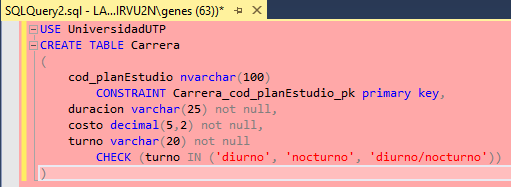 SQLQuery2.sql - LA...IRVU2N\genes (63))*
USE UniversidadUTP
CREATE TABLE Carrera
(
cod_planEstudio nvarchar(100)
CONSTRAINT Carrera_cod_planEstudio_pk primary key,
duracion varchar(25) not null,
costo decimal(5,2) not null,
turno varchar(20) not null
CHECK (turno IN ('diurno', 'nocturno', 'diurno/nocturno'))
)